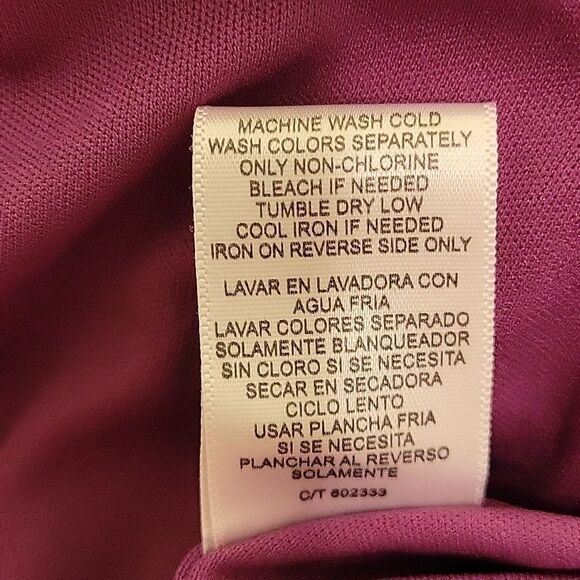 MACHINE WASH COLD
WASH COLORS SEPARATELY
ONLY NON-CHLORINE
BLEACH IF NEEDED
TUMBLE DRY LOW
COOL IRON IF NEEDED
IRON ON REVERSE SIDE ONLY
LAVAR EN LAVADORA CON
AGUA FRIA
LAVAR COLORES SEPARADO
SOLAMENTE BLANQUEADOR
SIN CLORO SI SE NECESITA
SECAR EN SECADORA
CICLO LENTO
USAR PLANCHA FRIA
SI SE NECESITA
PLANCHAR AL REVERSO
SOLAMENTE
C/T 602333